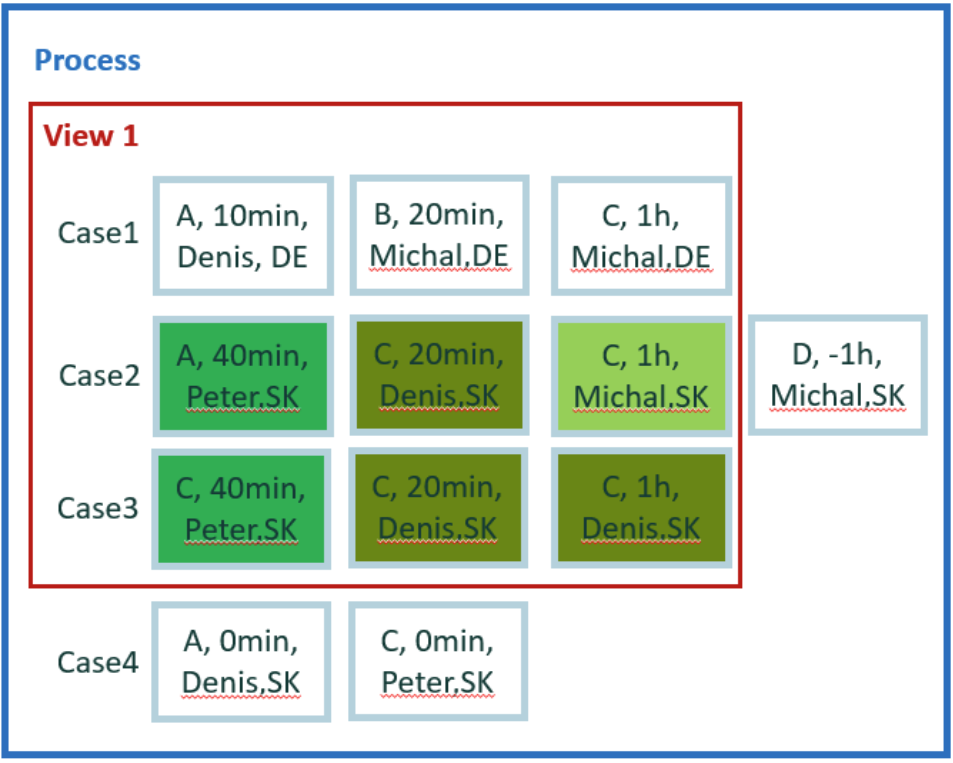 Process
View 1
Case1
A, 10min,
Denis, DE
B, 20min,
Michal,DE
C, 1h,
Michal,DE
Case2
A, 40min,
Peter,SK
C, 20min,
Denis,SK
C, 1h,
Michal,SK
D, -1h,
Michal,SK
Case3
C, 40min,
Peter,SK
C, 20min,
Denis,SK
C, 1h,
Denis,SK
Case4
A, 0min,
Denis,SK
C, 0min,
Peter,SK